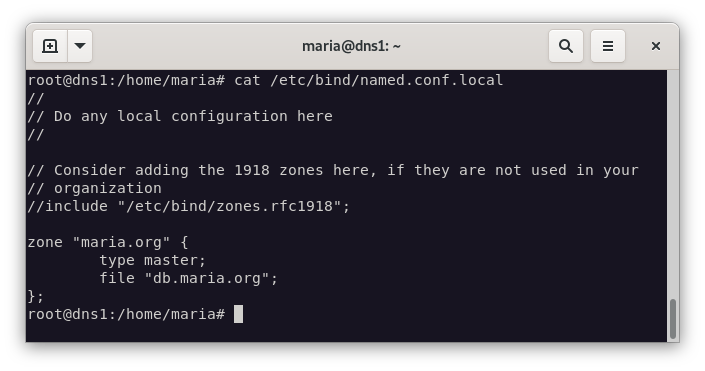 maria@dns1: ~
root@dns1:/home/maria# cat /etc/bind/named.conf.local
//
// Do any local configuration here
//
// Consider adding the 1918 zones here, if they are not used in your
// organization
//include "/etc/bind/zones.rfc1918";
zone "maria.org" {
        type master;
        file "db.maria.org";
};
root@dns1:/home/maria#